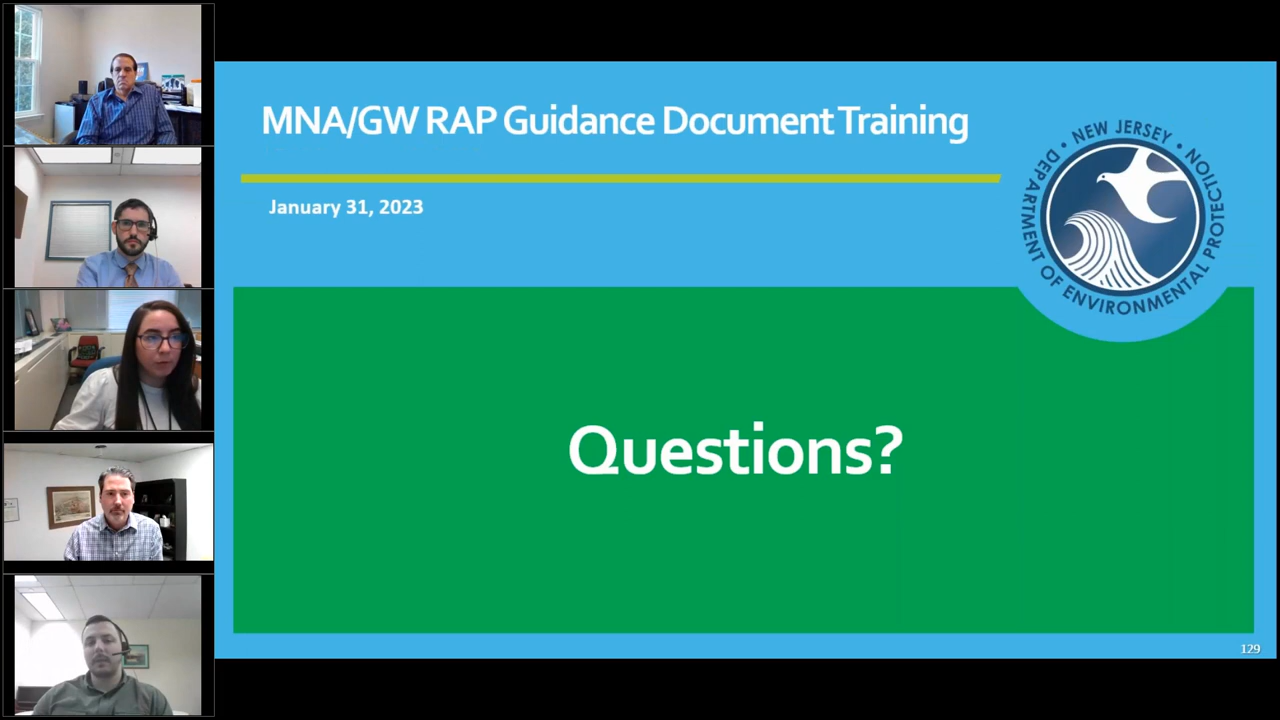 MNA/GW RAP Guidance Document Training
January 31, 2023
• NEW JERSEY •
DEPARTMENT OF ENVIRONMENTAL PROTECTION
Questions?
129